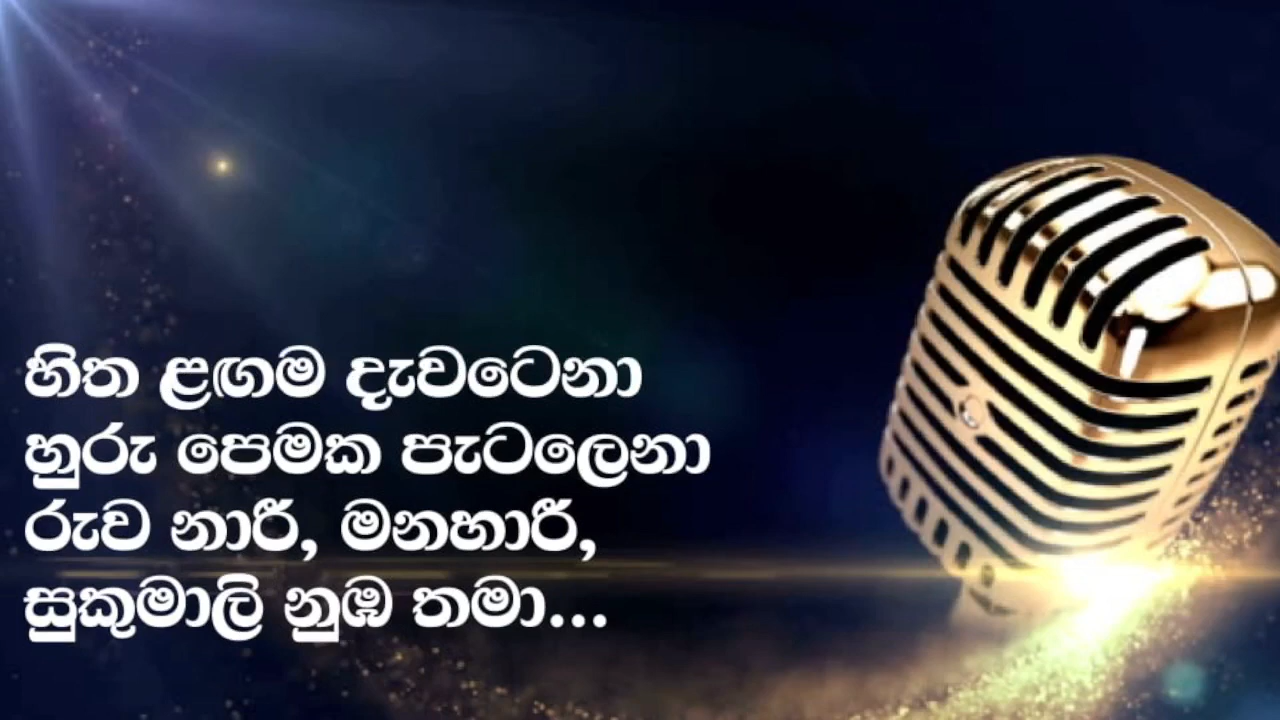 හිත ළඟම දැවටෙනා
හුරු පෙමක පැටලෙනා
රුව නාරී, මනහාරී,
සුකුමාලි නුඹ තමා...